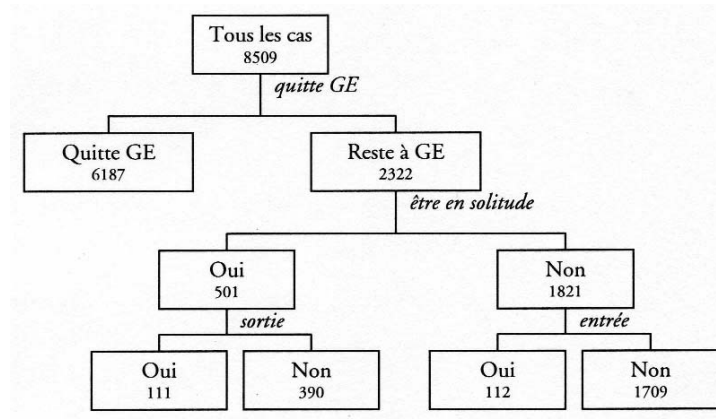 Tous les cas
8509
quitte GE
Quitte GE
6187
Reste à GE
2322
être en solitude
Oui
501
Non
1821
sortie
entrée
Oui
111
Non
390
Oui
112
Non
1709